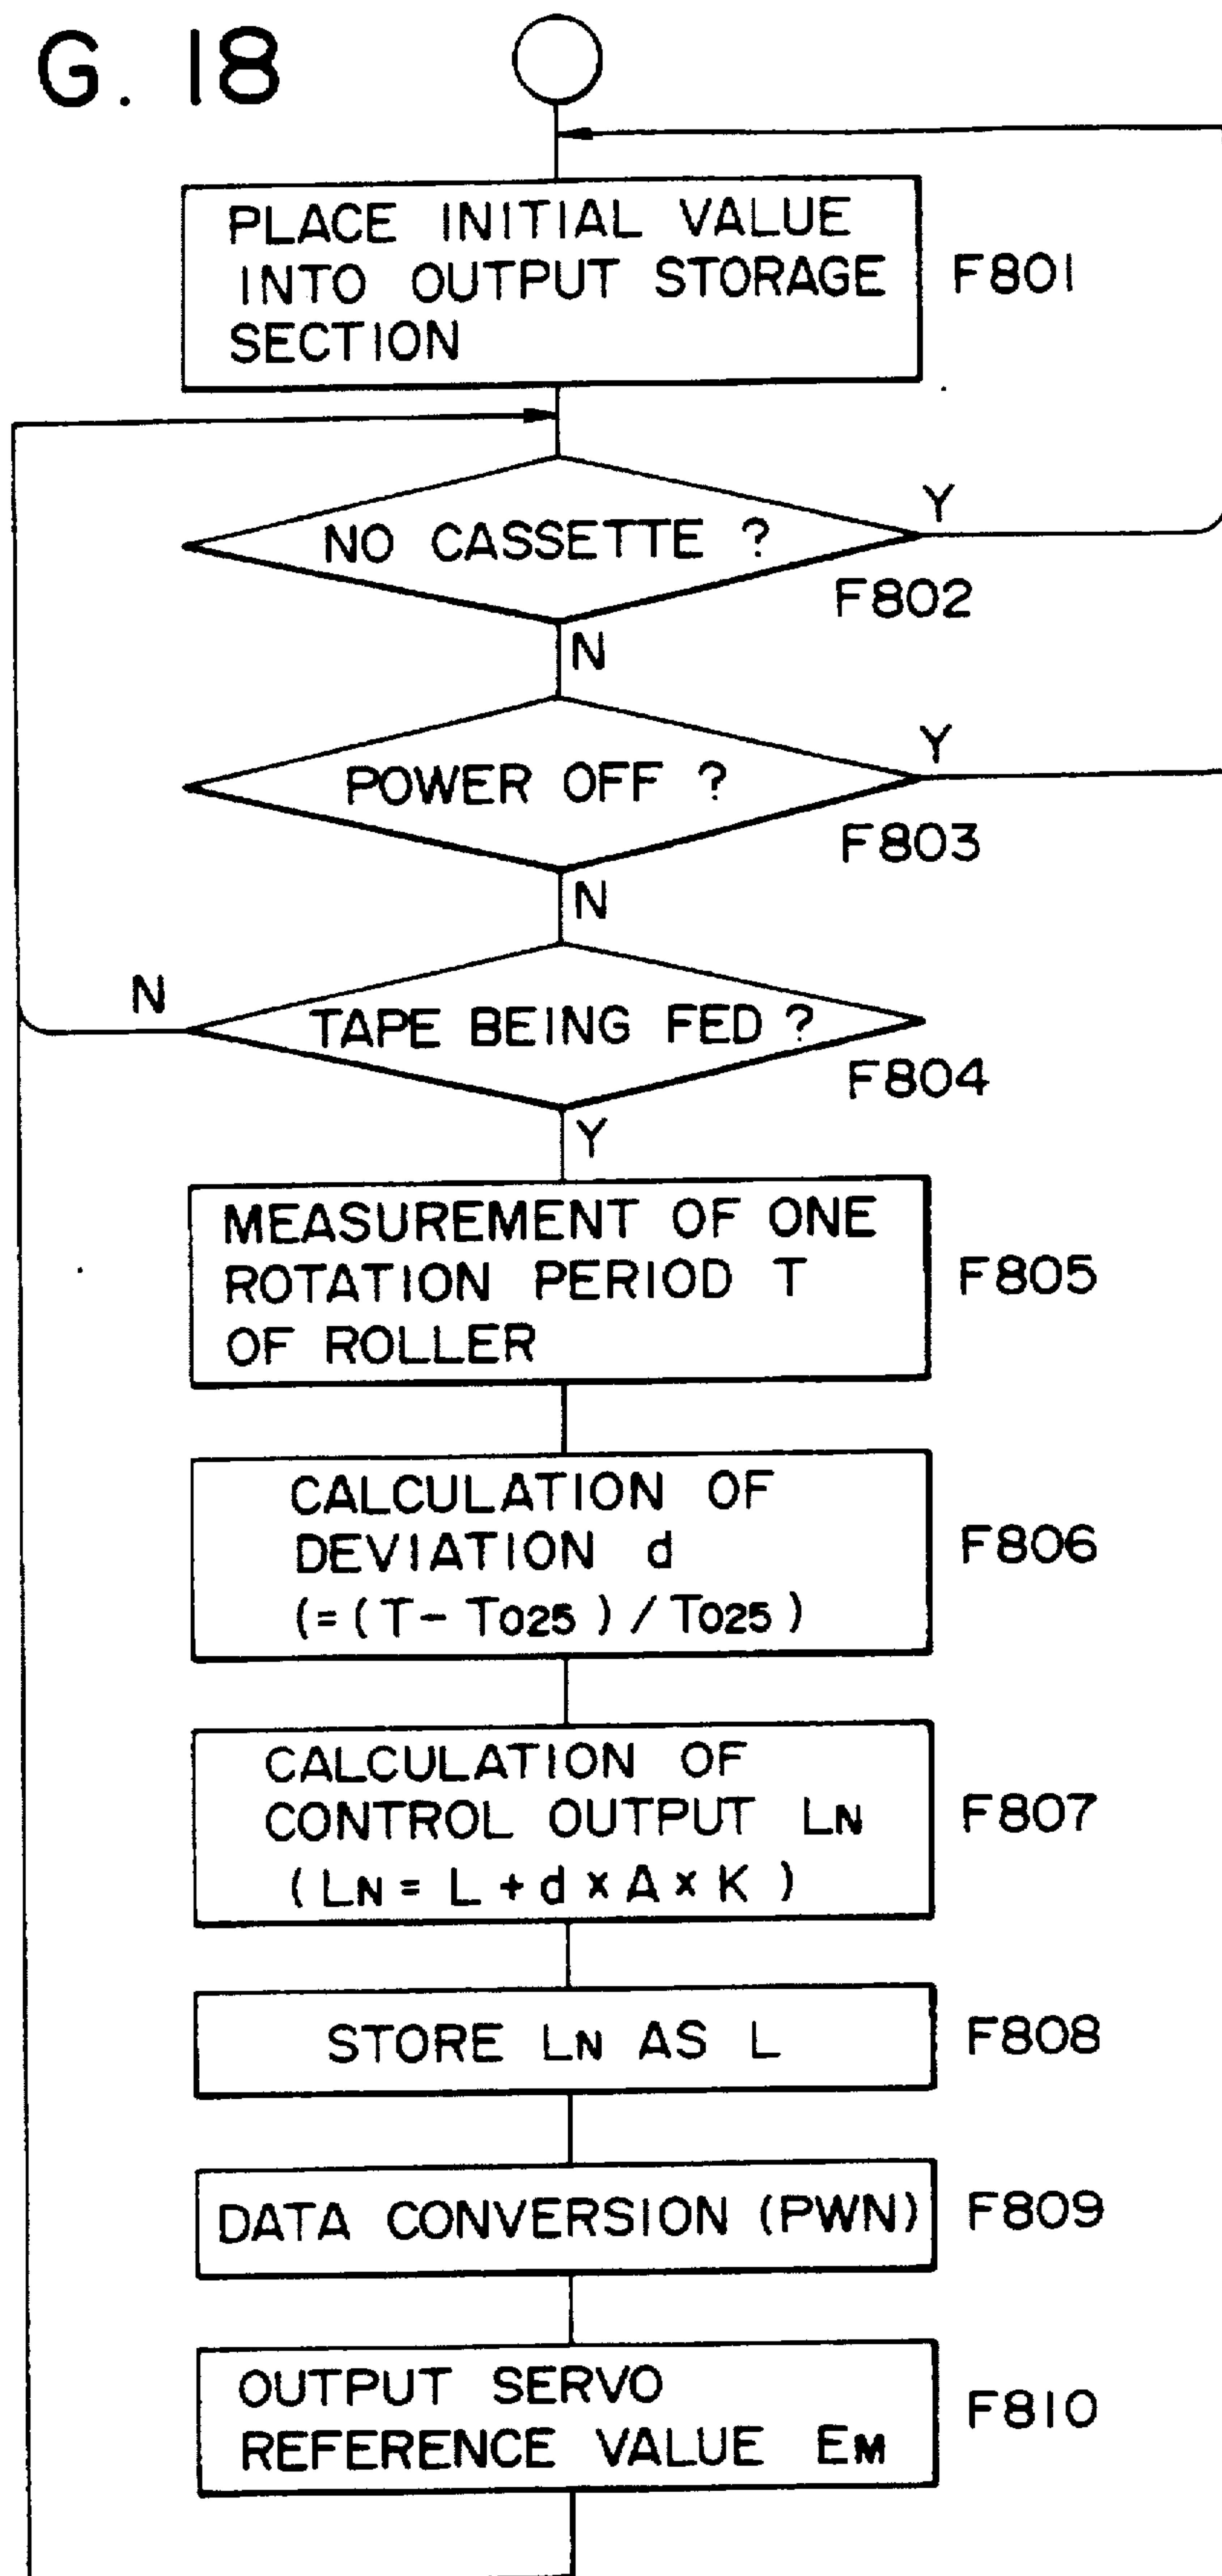 G. 18
PLACE INITIAL VALUE
INTO OUTPUT STORAGE
SECTION
F801
NO CASSETTE ?
Y
F802
N
POWER OFF ?
Y
F803
N
TAPE BEING FED ?
N
F804
Y
MEASUREMENT OF ONE
ROTATION PERIOD T
OF ROLLER
F805
CALCULATION OF
DEVIATION d
(=(T-T025)/T025)
F806
CALCULATION OF
CONTROL OUTPUT LN
(LN = L + d × A × K)
F807
STORE LN AS L
F808
DATA CONVERSION (PWN)
F809
OUTPUT SERVO
REFERENCE VALUE EM
F810